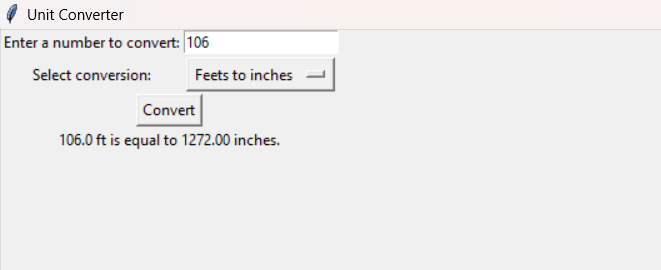 Unit Converter
Enter a number to convert: 106
Select conversion: Feets to inches
Convert
106.0 ft is equal to 1272.00 inches.